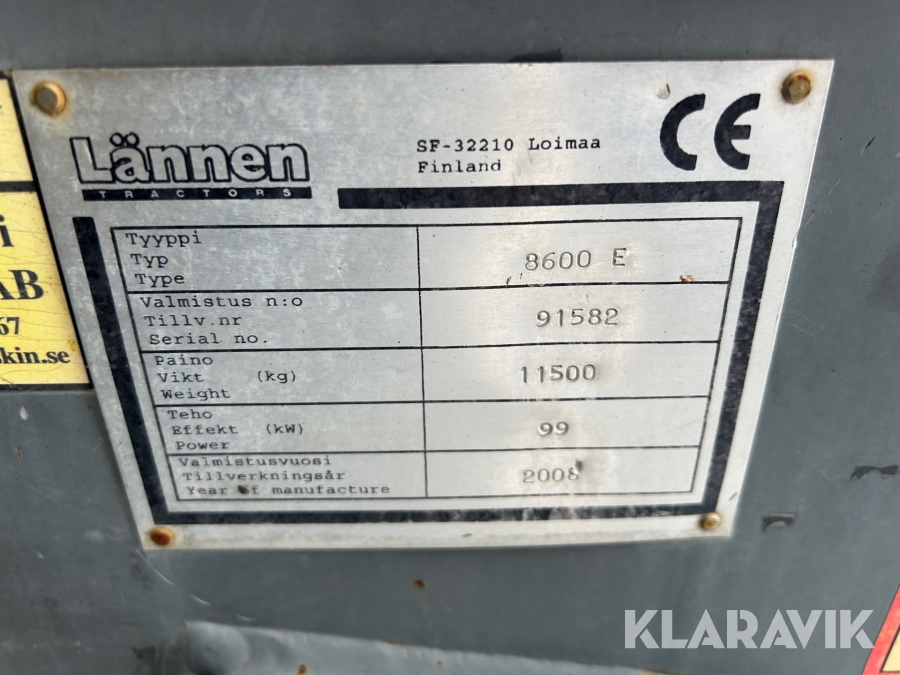 Lännen
TRACTORS
SF-32210 Loimaa
Finland
CE
Tyyppi
Typ
Type
8600 E
Valmistus n:o
Tillv.nr
Serial no.
91582
Paino
Vikt (kg)
Weight
11500
Teho
Effekt (kW)
Power
99
Valmistusvuosi
Tillverkningsår
Year of manufacture
2008
i
AB
67
kin.se
KLARAVIK